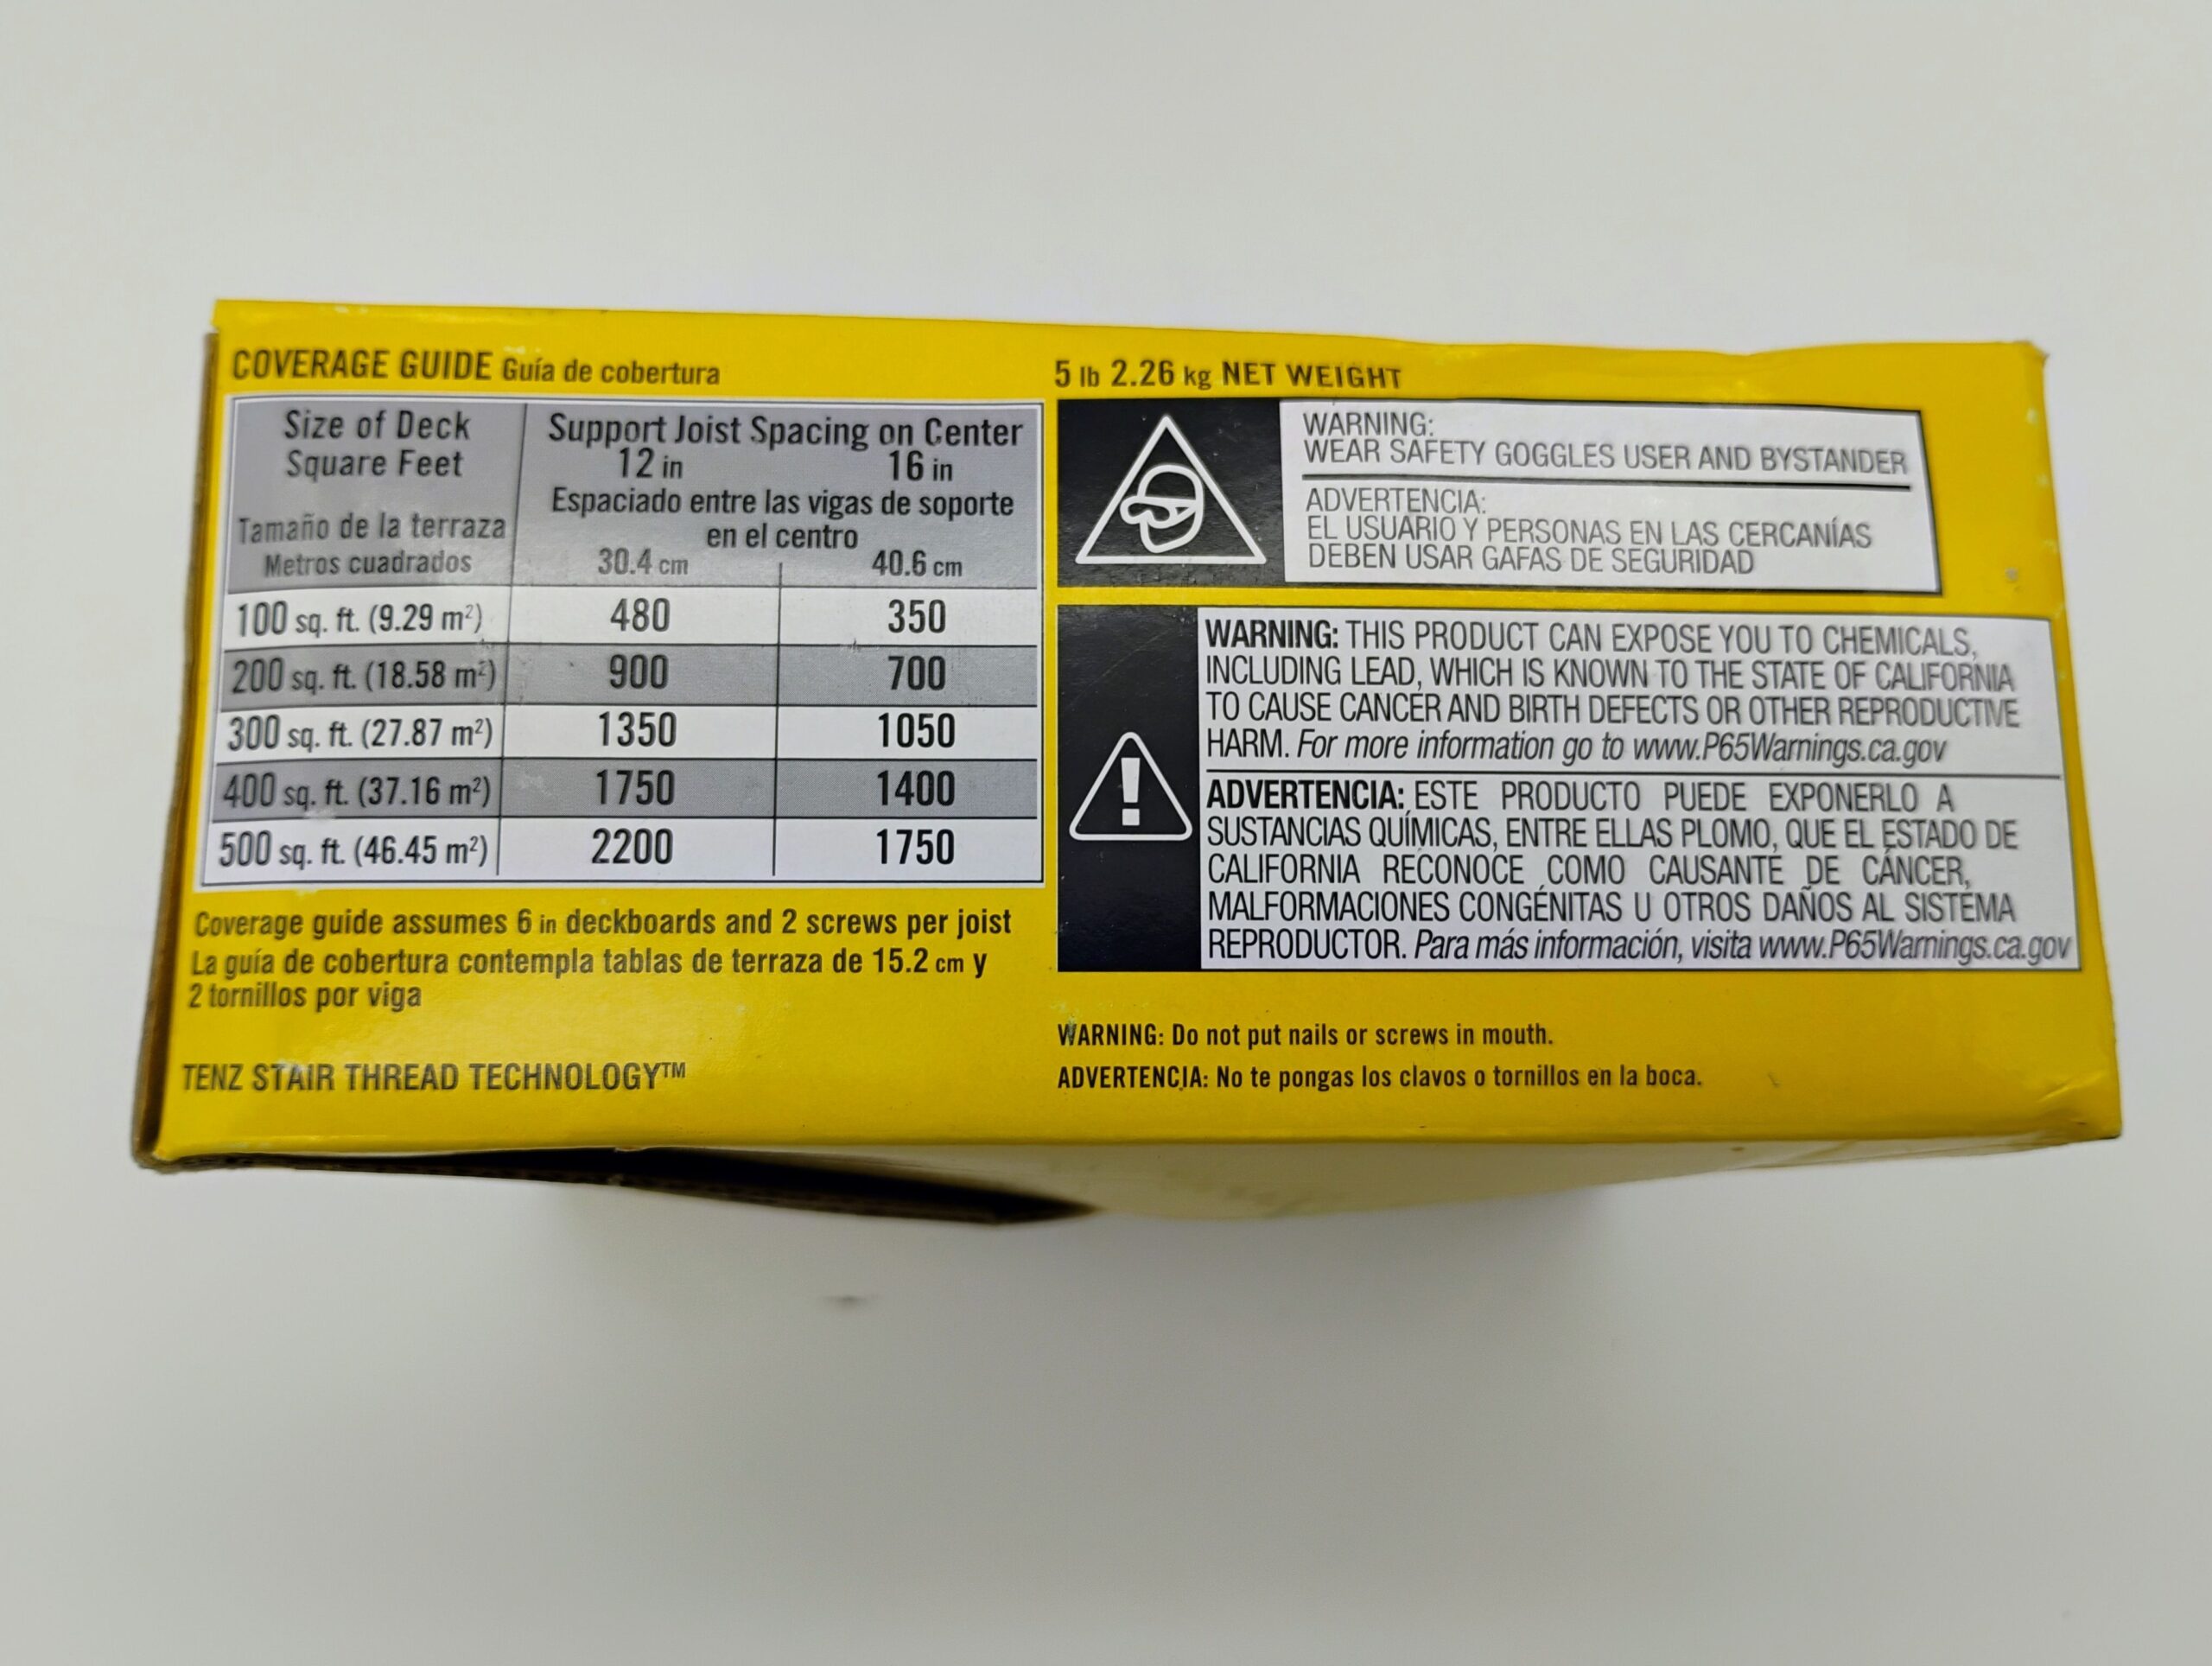 COVERAGE GUIDE Guía de cobertura
Size of Deck
Square Feet
Tamaño de la terraza
Metros cuadrados
Support Joist Spacing on Center
12 in 16 in
Espaciado entre las vigas de soporte
en el centro
30.4 cm 40.6 cm
100 sq. ft. (9.29 m²) 480 350
200 sq. ft. (18.58 m²) 900 700
300 sq. ft. (27.87 m²) 1350 1050
400 sq. ft. (37.16 m²) 1750 1400
500 sq. ft. (46.45 m²) 2200 1750
Coverage guide assumes 6 in deckboards and 2 screws per joist
La guía de cobertura contempla tablas de terraza de 15.2 cm y
2 tornillos por viga
TENZ STAIR THREAD TECHNOLOGY™
5 lb 2.26 kg NET WEIGHT
WARNING:
WEAR SAFETY GOGGLES USER AND BYSTANDER
ADVERTENCIA:
EL USUARIO Y PERSONAS EN LAS CERCANÍAS
DEBEN USAR GAFAS DE SEGURIDAD
WARNING: THIS PRODUCT CAN EXPOSE YOU TO CHEMICALS,
INCLUDING LEAD, WHICH IS KNOWN TO THE STATE OF CALIFORNIA
TO CAUSE CANCER AND BIRTH DEFECTS OR OTHER REPRODUCTIVE
HARM. For more information go to www.P65Warnings.ca.gov
ADVERTENCIA: ESTE PRODUCTO PUEDE EXPONERLO A
SUSTANCIAS QUÍMICAS, ENTRE ELLAS PLOMO, QUE EL ESTADO DE
CALIFORNIA RECONOCE COMO CAUSANTE DE CÁNCER,
MALFORMACIONES CONGÉNITAS U OTROS DAÑOS AL SISTEMA
REPRODUCTOR. Para más información, visita www.P65Warnings.ca.gov
WARNING: Do not put nails or screws in mouth.
ADVERTENCIA: No te pongas los clavos o tornillos en la boca.